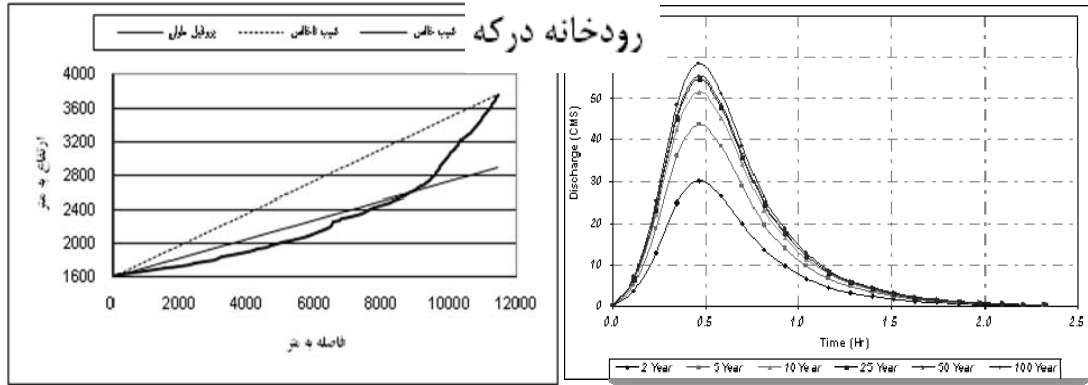 رودخانه درکه
پروفیل طولی شیب ناخالص شیب خالص
4000
3600
3200
2800
2400
2000
1600
0 2000 4000 6000 8000 10000 12000
ارتفاع به متر
فاصله به متر
50
40
30
20
10
0
Discharge (CMS)
0.0 0.5 1.0 1.5 2.0 2.5
Time (Hr)
2 Year 5 Year 10 Year 25 Year 50 Year 100 Year